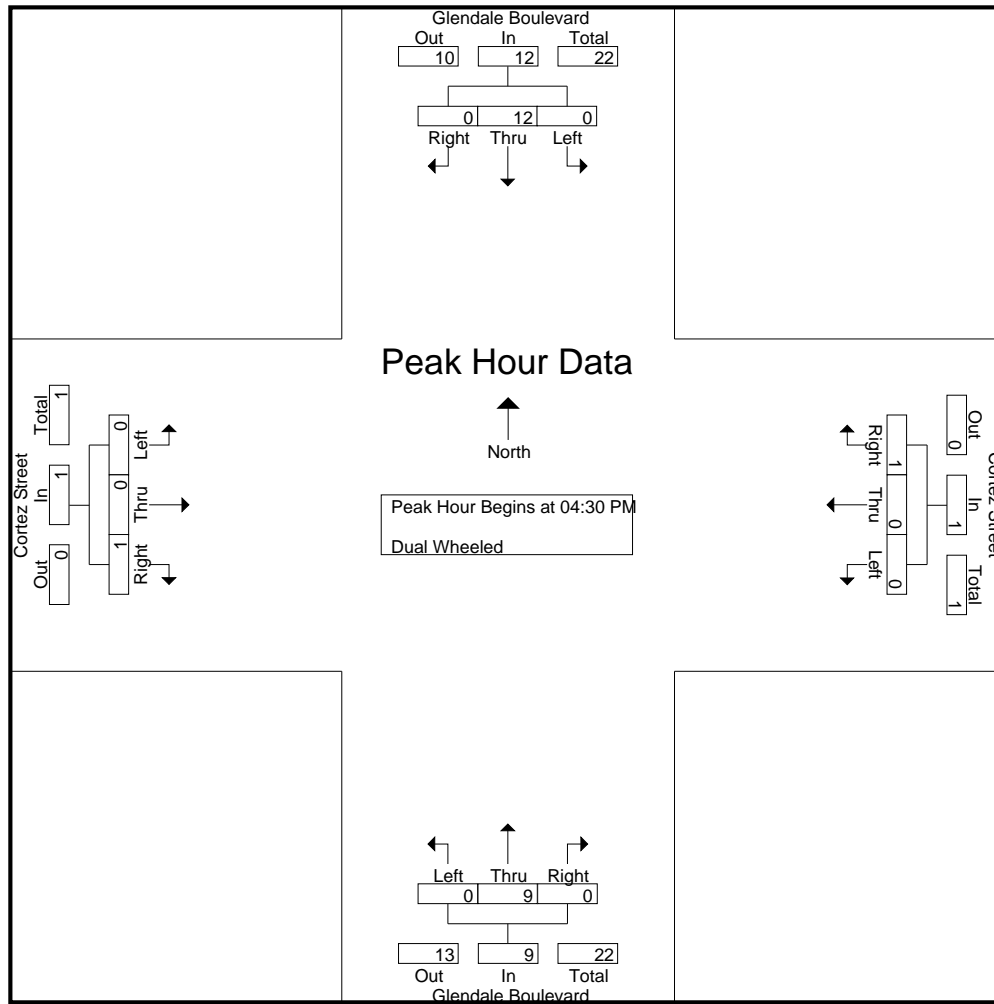 Glendale Boulevard
Out In Total
10 12 22
0 12 0
Right Thru Left
Peak Hour Data
North
Peak Hour Begins at 04:30 PM
Dual Wheeled
Cortez Street
Total In Out
1 1 0
0 0 1
Left Thru Right
Right Thru Left
1 0 0
Out In Total
0 1 1
Cortez Street
Left Thru Right
0 9 0
13 9 22
Out In Total
Glendale Boulevard